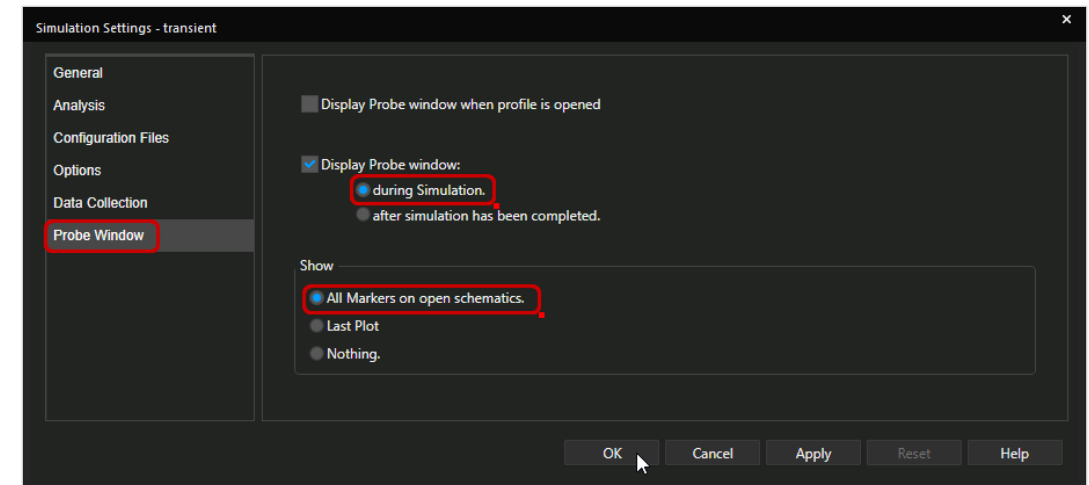 Simulation Settings - transient
×
General
Analysis
Configuration Files
Options
Data Collection
Probe Window
Display Probe window when profile is opened
Display Probe window:
during Simulation.
after simulation has been completed.
Show
All Markers on open schematics.
Last Plot
Nothing.
OK Cancel Apply Reset Help